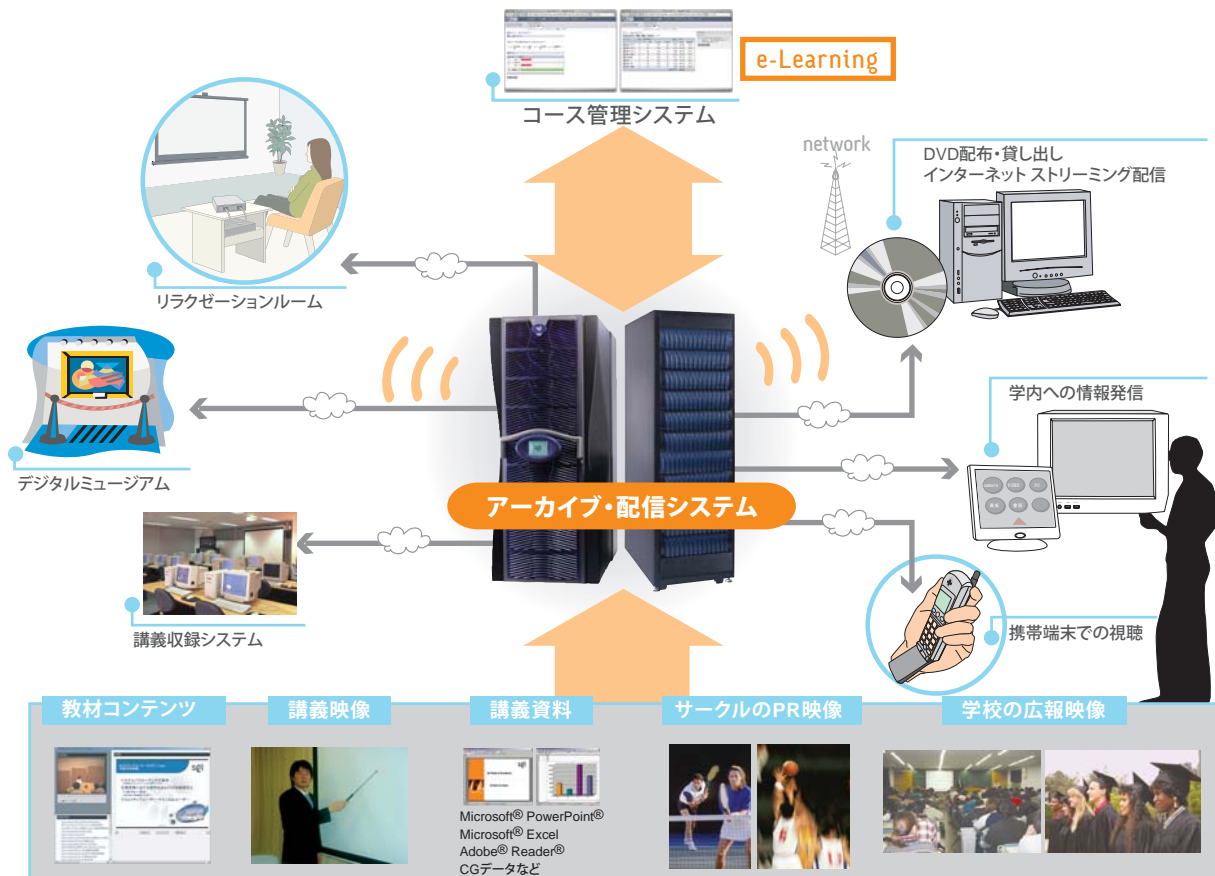 e-Learning
コース管理システム
network
DVD配布・貸し出し
インターネット ストリーミング配信
リラクゼーションルーム
学内への情報発信
デジタルミュージアム
アーカイブ・配信システム
講義収録システム
携帯端末での視聴
教材コンテンツ
講義映像
講義資料
サークルのPR映像
学校の広報映像
sgi
sgi
Microsoft® PowerPoint®
Microsoft® Excel
Adobe® Reader®
CGデータなど